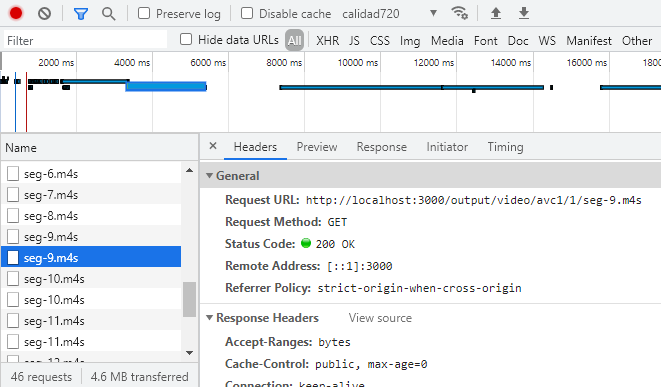 Preserve log Disable cache calidad720
Filter Hide data URLs All XHR JS CSS Img Media Font Doc WS Manifest Other
2000 ms 4000 ms 6000 ms 8000 ms 10000 ms 12000 ms 14000 ms 16000 ms 1800
Name
× Headers Preview Response Initiator Timing
seg-6.m4s
seg-7.m4s
seg-8.m4s
seg-9.m4s
seg-9.m4s
seg-10.m4s
seg-10.m4s
seg-11.m4s
seg-11.m4s
seg-12.m4s
46 requests 4.6 MB transferred
General
Request URL: http://localhost:3000/output/video/avc1/1/seg-9.m4s
Request Method: GET
Status Code: 200 OK
Remote Address: [::1]:3000
Referrer Policy: strict-origin-when-cross-origin
Response Headers View source
Accept-Ranges: bytes
Cache-Control: public, max-age=0
Connection: keep-alive